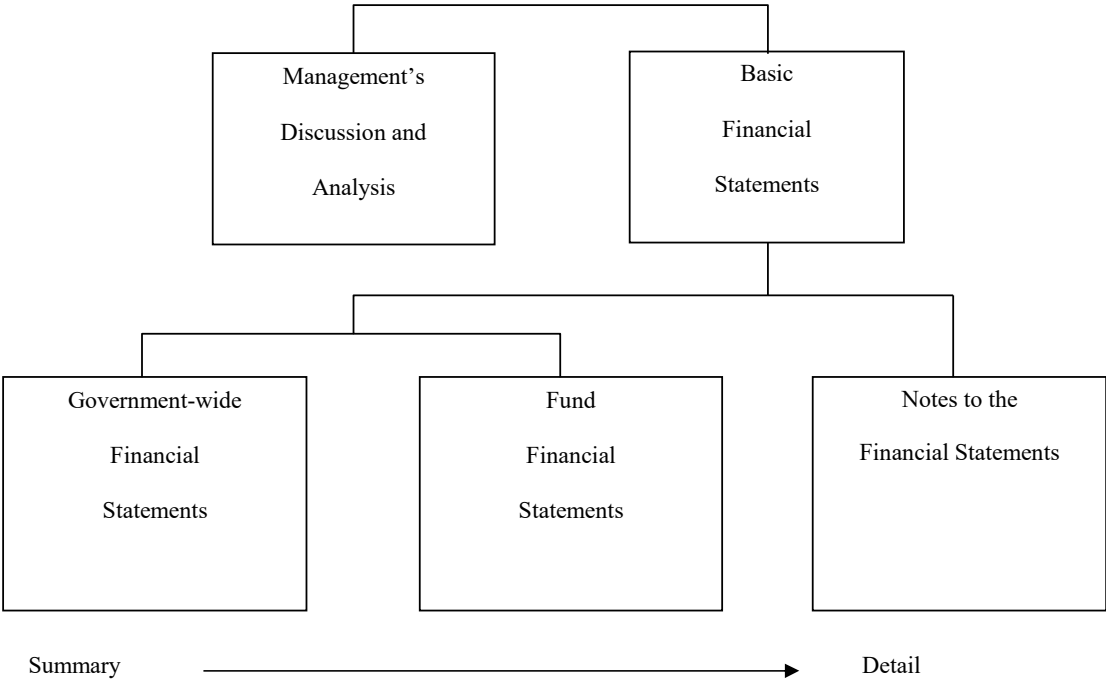 Management’s
Discussion and
Analysis
Basic
Financial
Statements
Government-wide
Financial
Statements
Fund
Financial
Statements
Notes to the
Financial Statements
Summary
Detail